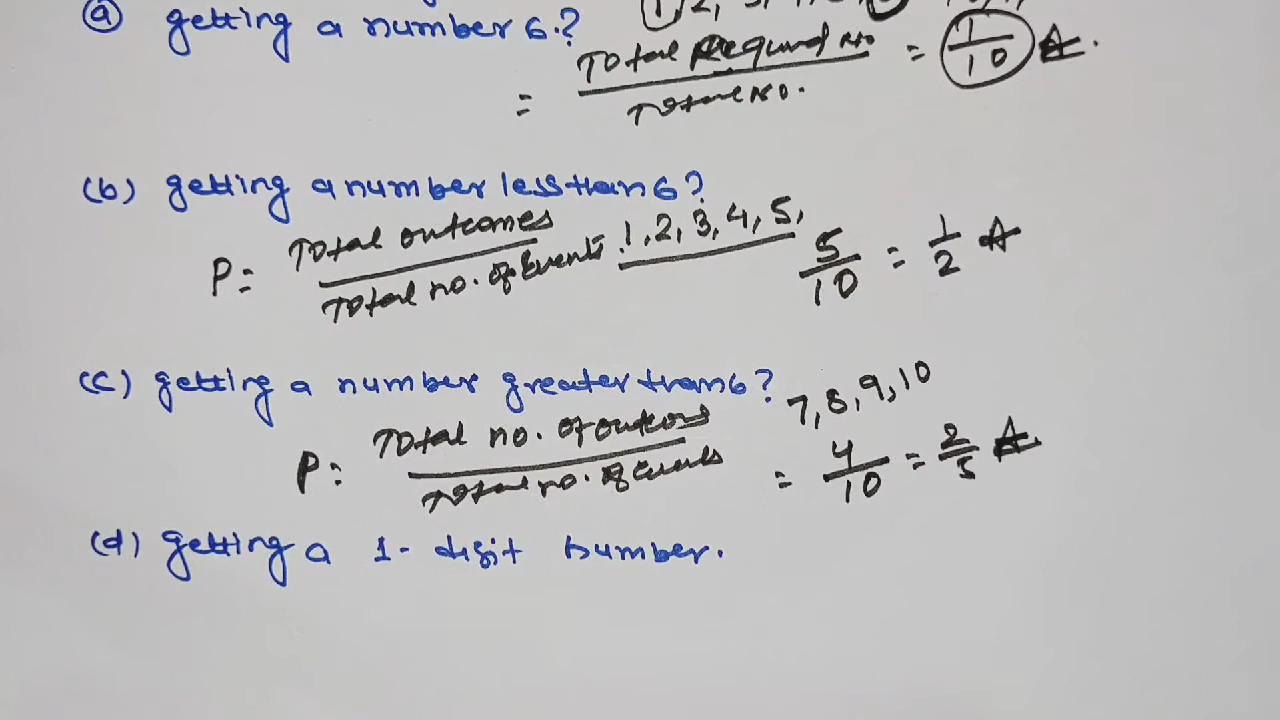 (a) getting a number 6.?
= Total Required No / Total No. = 1/10 A.
(b) getting a number less than 6?
P = Total outcomes / Total no. of Events 1, 2, 3, 4, 5, 5/10 = 1/2 A
(c) getting a number greater than 6? 7, 8, 9, 10
P = Total no. of / Total no. of Events = 4/10 = 2/5 A.
(d) getting a 1-digit number.